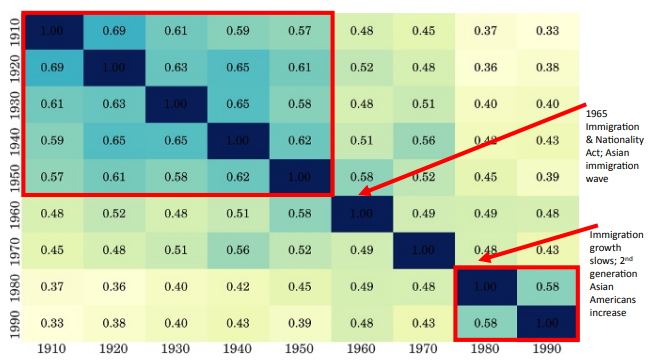 1910 1.00 0.69 0.61 0.59 0.57 0.48 0.45 0.37 0.33
1920 0.69 1.00 0.63 0.65 0.61 0.52 0.48 0.36 0.38
1930 0.61 0.63 1.00 0.65 0.58 0.48 0.51 0.40 0.40
1940 0.59 0.65 0.65 1.00 0.62 0.51 0.56 0.42 0.43
1950 0.57 0.61 0.58 0.62 1.00 0.58 0.52 0.45 0.39
1960 0.48 0.52 0.48 0.51 0.58 1.00 0.49 0.49 0.48
1970 0.45 0.48 0.51 0.56 0.52 0.49 1.00 0.48 0.43
1980 0.37 0.36 0.40 0.42 0.45 0.49 0.48 1.00 0.58
1990 0.33 0.38 0.40 0.43 0.39 0.48 0.43 0.58 1.00
1910 1920 1930 1940 1950 1960 1970 1980 1990
1965
Immigration
& Nationality
Act; Asian
immigration
wave
Immigration
growth
slows; 2nd
generation
Asian
Americans
increase